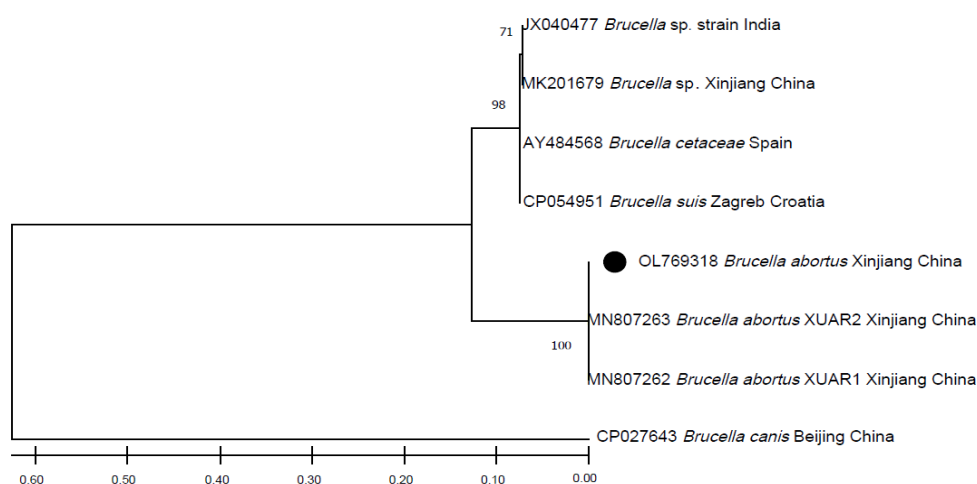 71
JX040477 Brucella sp. strain India
MK201679 Brucella sp. Xinjiang China
98
AY484568 Brucella cetaceae Spain
CP054951 Brucella suis Zagreb Croatia
OL769318 Brucella abortus Xinjiang China
MN807263 Brucella abortus XUAR2 Xinjiang China
100
MN807262 Brucella abortus XUAR1 Xinjiang China
CP027643 Brucella canis Beijing China
0.60 0.50 0.40 0.30 0.20 0.10 0.00